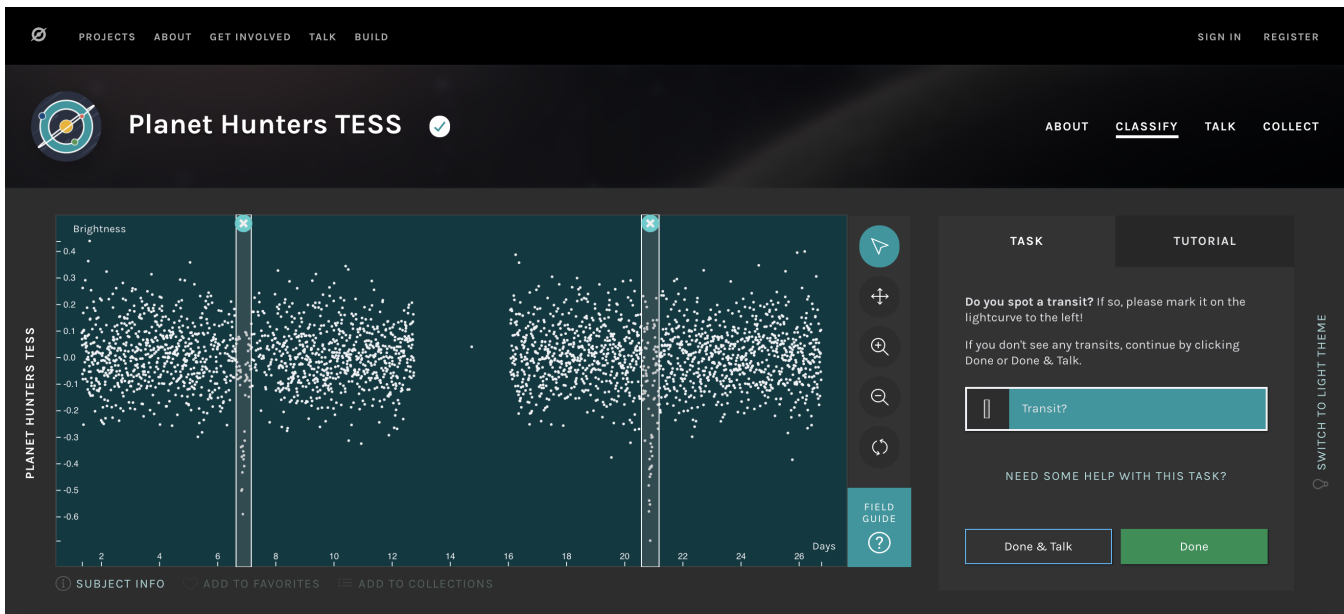 PROJECTS ABOUT GET INVOLVED TALK BUILD SIGN IN REGISTER
Planet Hunters TESS
ABOUT CLASSIFY TALK COLLECT
PLANET HUNTERS TESS
Brightness
0.4
0.3
0.2
0.1
0.0
-0.1
-0.2
-0.3
-0.4
-0.5
-0.6
2 4 6 8 10 12 14 16 18 20 22 24 26
Days
FIELD
GUIDE
?
SUBJECT INFO ADD TO FAVORITES ADD TO COLLECTIONS
TASK TUTORIAL
Do you spot a transit? If so, please mark it on the
lightcurve to the left!
If you don't see any transits, continue by clicking
Done or Done & Talk.
Transit?
NEED SOME HELP WITH THIS TASK?
Done & Talk Done
SWITCH TO LIGHT THEME